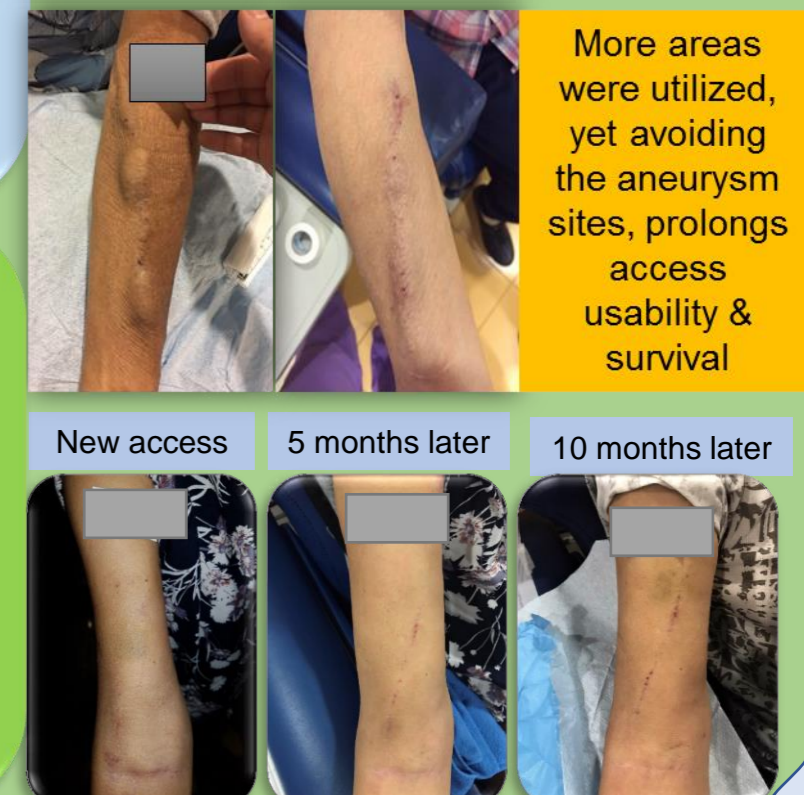 More areas
were utilized,
yet avoiding
the aneurysm
sites, prolongs
access
usability &
survival
New access
5 months later
10 months later